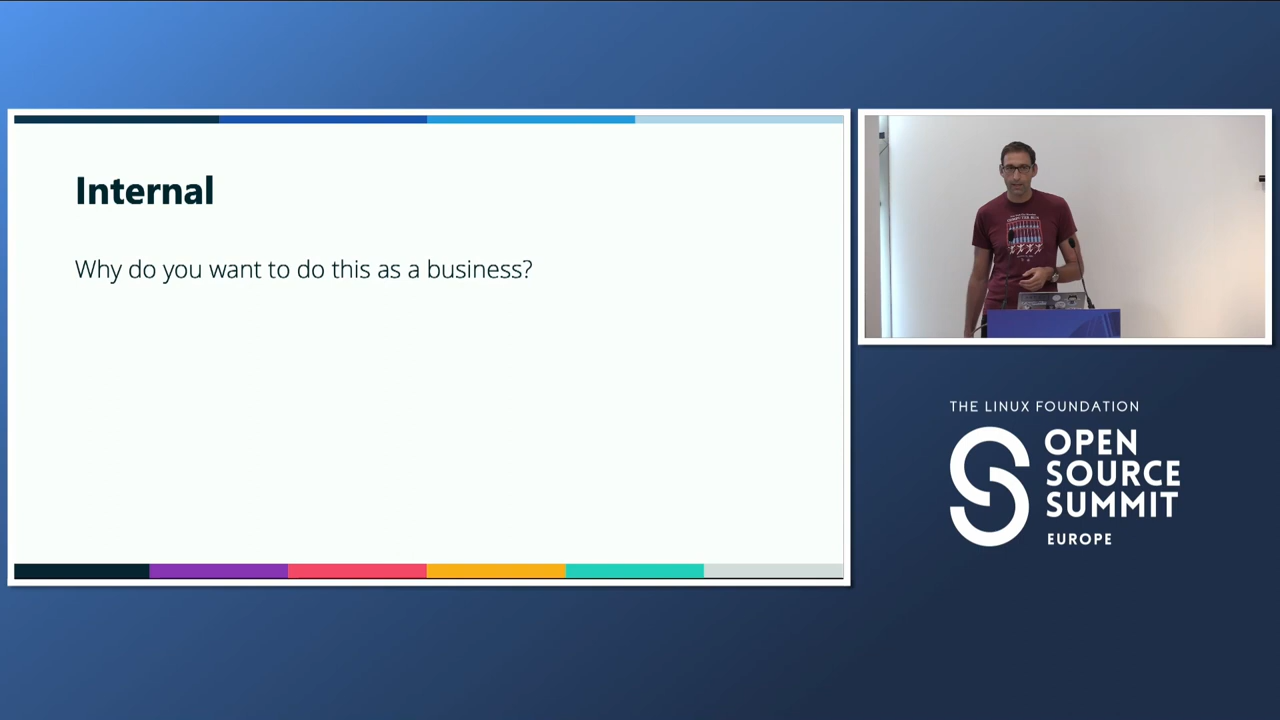 Internal
Why do you want to do this as a business?
THE LINUX FOUNDATION
OPEN
SOURCE
SUMMIT
EUROPE